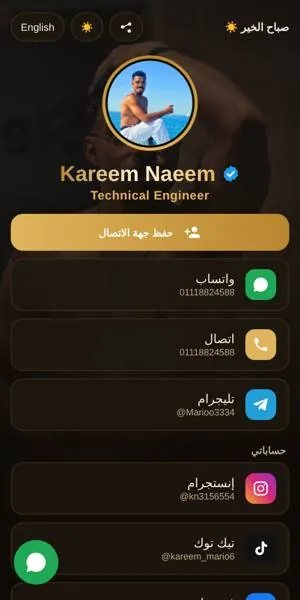 English
صباح الخير ☀️
Kareem Naeem
Technical Engineer
حفظ جهة الاتصال
واتساب
01118824588
اتصال
01118824588
تليجرام
@Marioo3334
حساباتي
إنستجرام
@kn3156554
تيك توك
@kareem_mario6